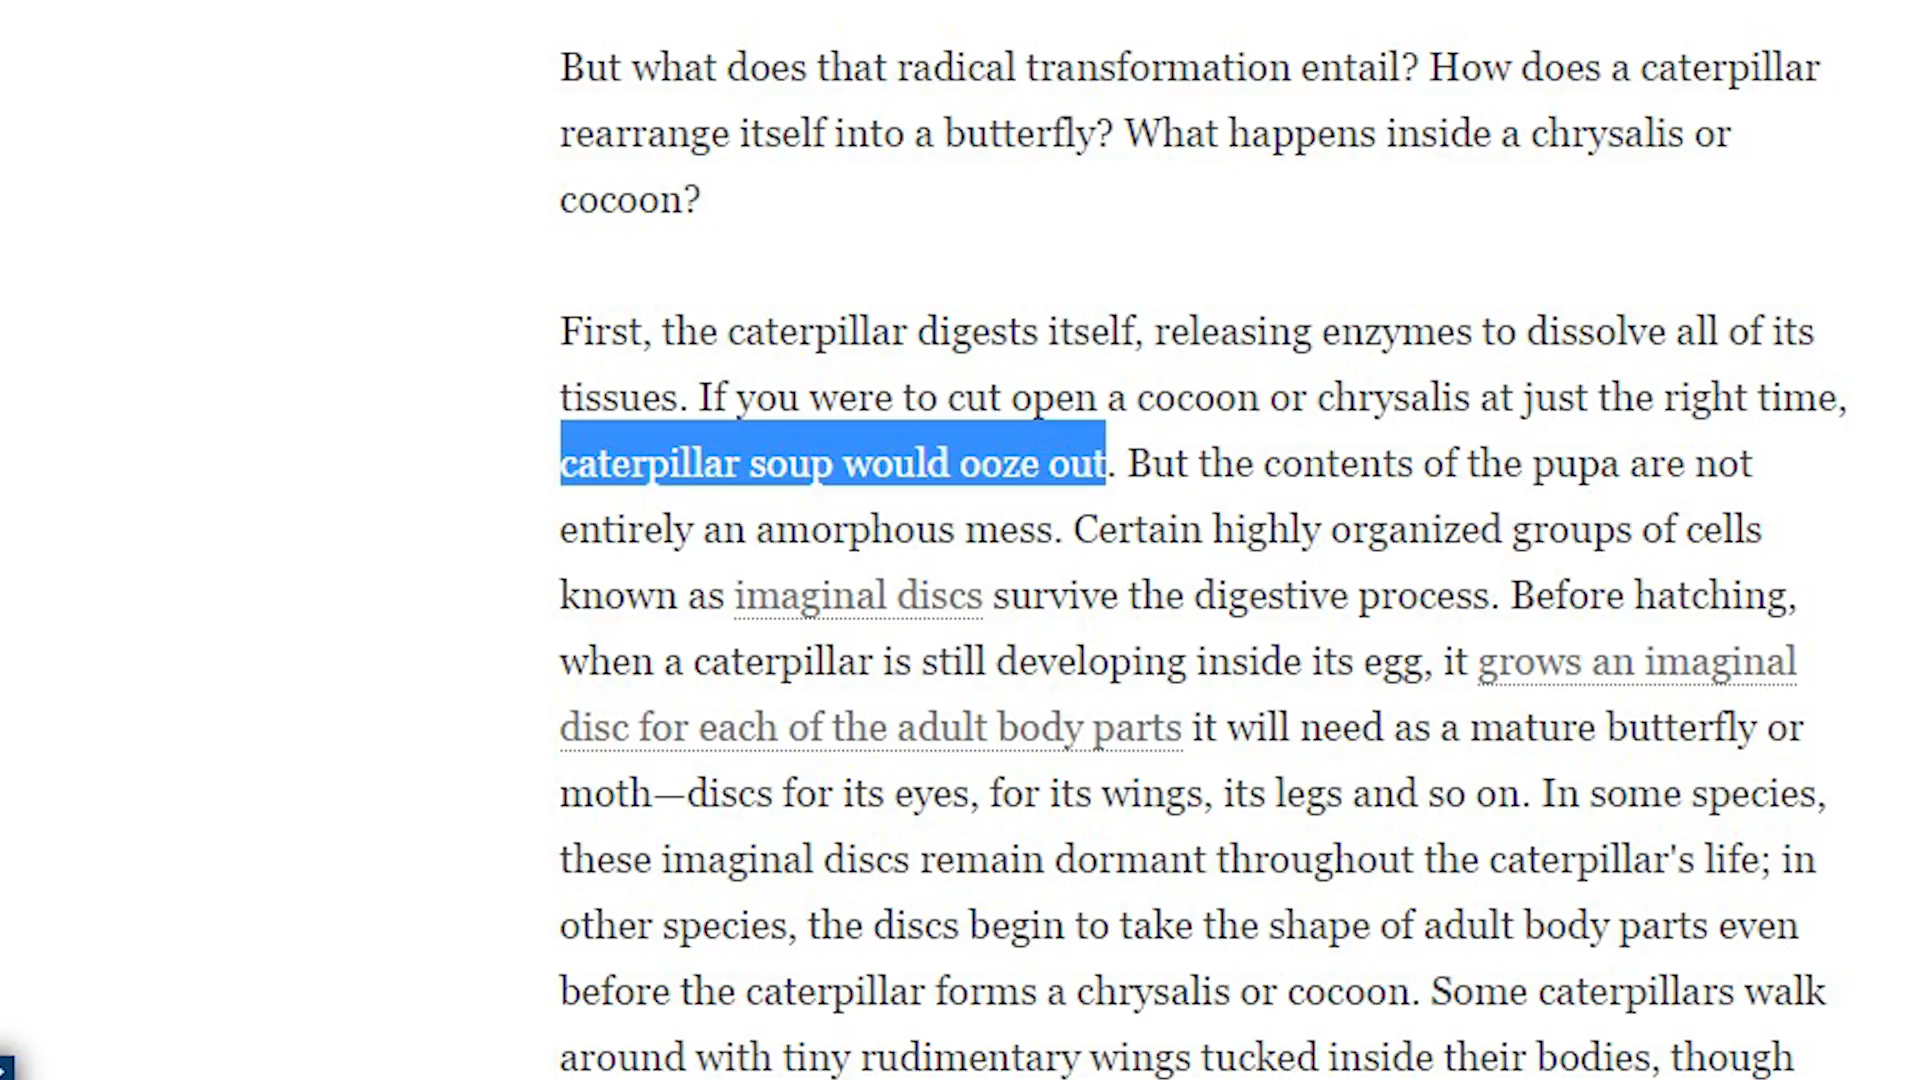 But what does that radical transformation entail? How does a caterpillar
rearrange itself into a butterfly? What happens inside a chrysalis or
cocoon?
First, the caterpillar digests itself, releasing enzymes to dissolve all of its
tissues. If you were to cut open a cocoon or chrysalis at just the right time,
caterpillar soup would ooze out. But the contents of the pupa are not
entirely an amorphous mess. Certain highly organized groups of cells
known as imaginal discs survive the digestive process. Before hatching,
when a caterpillar is still developing inside its egg, it grows an imaginal
disc for each of the adult body parts it will need as a mature butterfly or
moth—discs for its eyes, for its wings, its legs and so on. In some species,
these imaginal discs remain dormant throughout the caterpillar's life; in
other species, the discs begin to take the shape of adult body parts even
before the caterpillar forms a chrysalis or cocoon. Some caterpillars walk
around with tiny rudimentary wings tucked inside their bodies, though